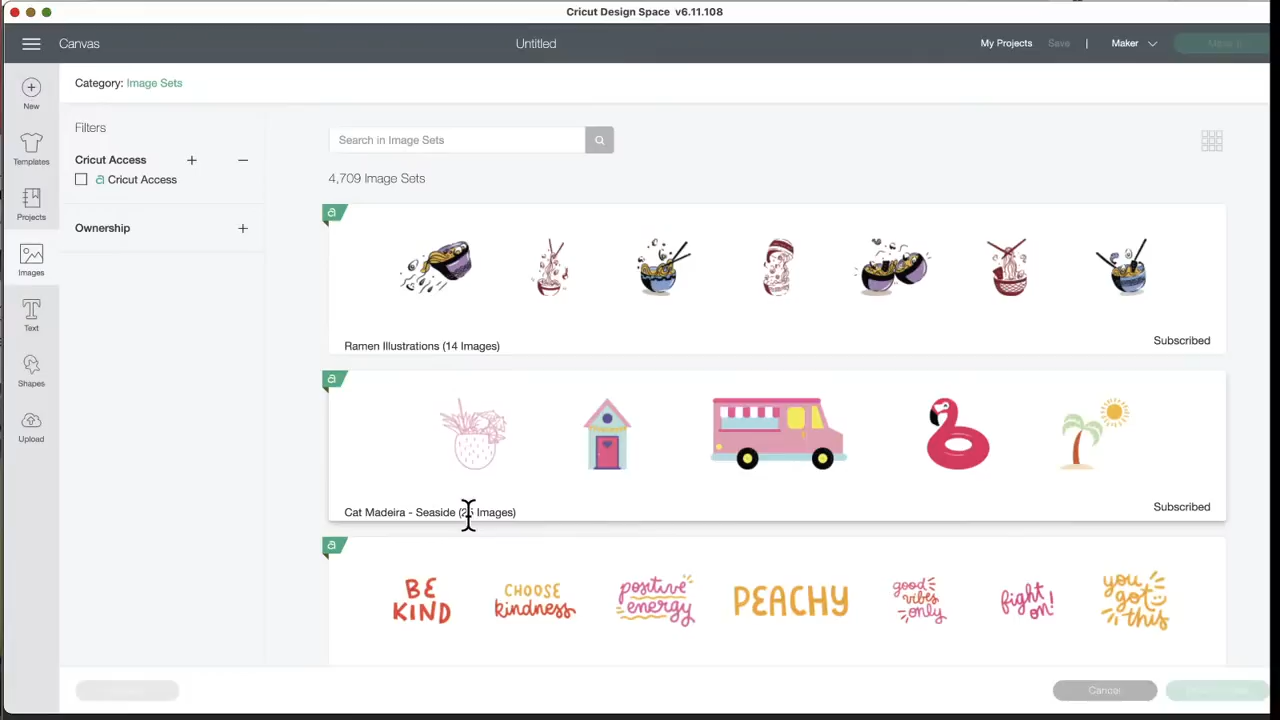 Cricut Design Space v6.11.108
Canvas
Untitled
My Projects Save | Maker
Category: Image Sets
New
Templates
Projects
Images
Text
Shapes
Upload
Filters
Cricut Access + −
a Cricut Access
Ownership +
Search in Image Sets
4,709 Image Sets
a
Ramen Illustrations (14 Images)
Subscribed
a
Cat Madeira - Seaside Images)
Subscribed
a
BE KIND
CHOOSE kindness
positive energy
PEACHY
good vibes only
fight on!
you got this
Cancel